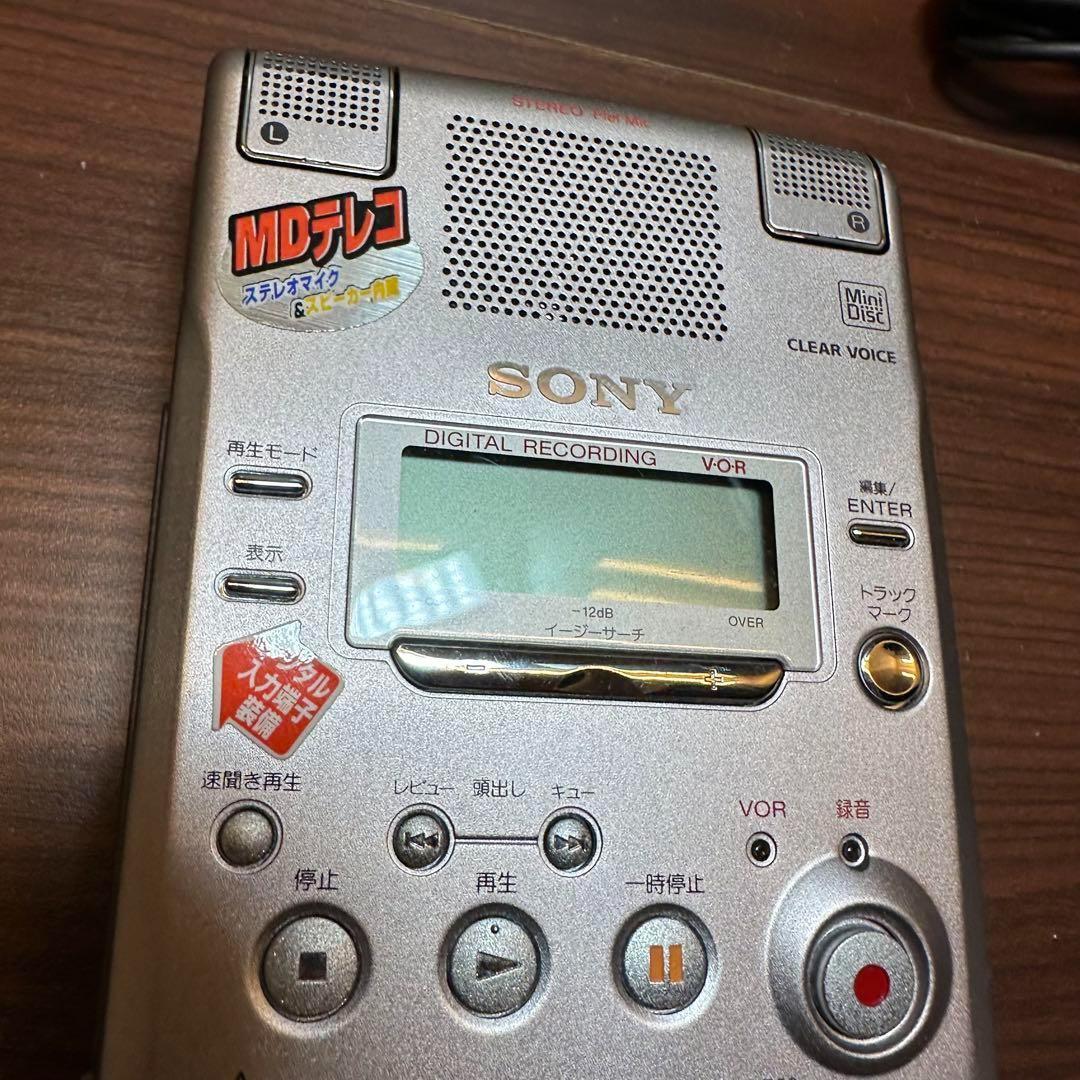 STEREO Flat Mic
L
R
MDテレコ
ステレオマイク
&スピーカー内蔵
Mini
Disc
CLEAR VOICE
SONY
DIGITAL RECORDING V·O·R
再生モード
編集/
ENTER
表示
トラック
マーク
-12dB
OVER
イージーサーチ
- +
入力端子
装備
速聞き再生
レビュー 頭出し キュー
VOR 録音
停止 再生 一時停止